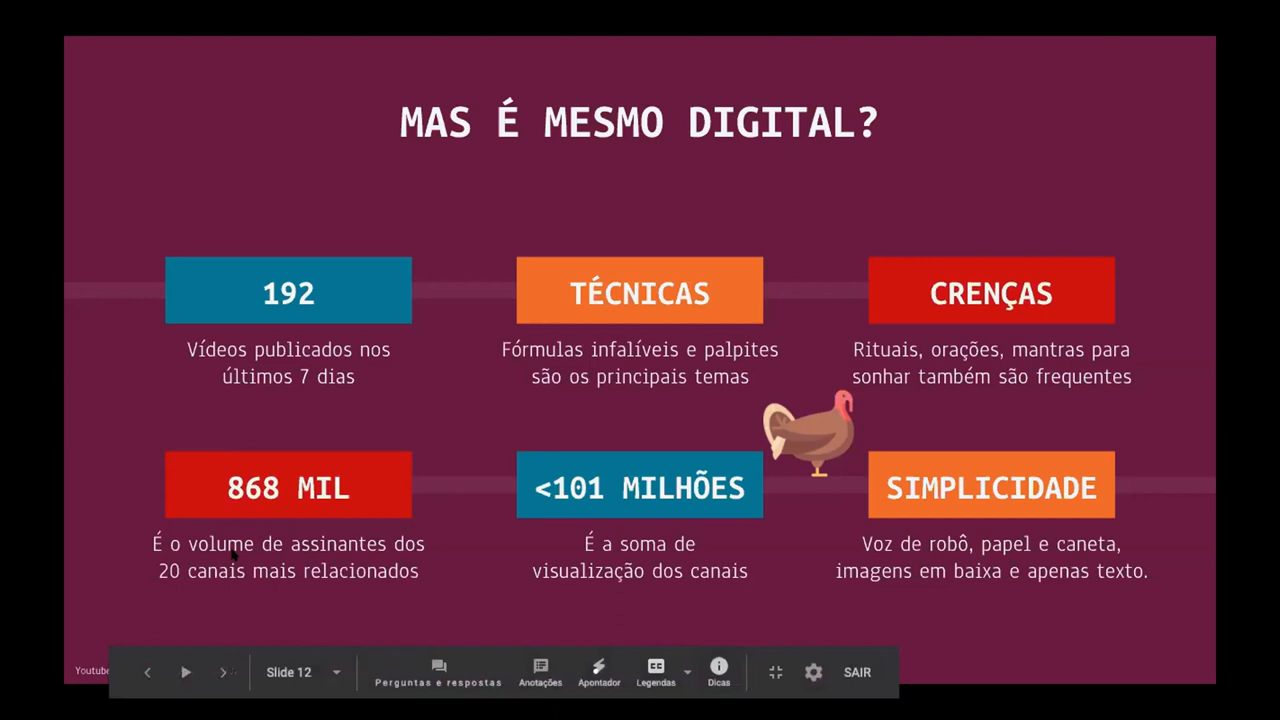 MAS É MESMO DIGITAL?
192
Vídeos publicados nos
últimos 7 dias
TÉCNICAS
Fórmulas infalíveis e palpites
são os principais temas
CRENÇAS
Rituais, orações, mantras para
sonhar também são frequentes
868 MIL
É o volume de assinantes dos
20 canais mais relacionados
<101 MILHÕES
É a soma de
visualização dos canais
SIMPLICIDADE
Voz de robô, papel e caneta,
imagens em baixa e apenas texto.
Youtube
Slide 12
Perguntas e respostas
Anotações
Apontador
Legendas
Dicas
SAIR